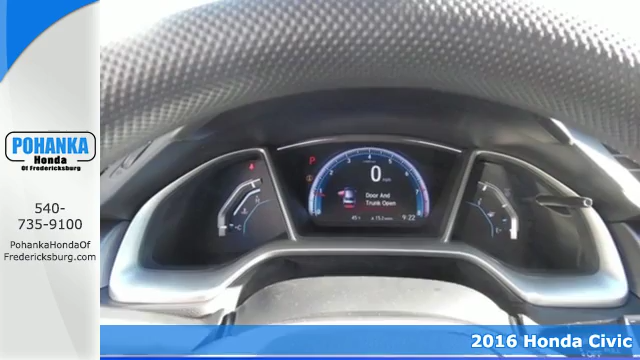 POHANKA
Honda
Of Fredericksburg
540-
735-9100
PohankaHondaOf
Fredericksburg.com
P
0
Door And
Trunk Open
9:22
2016 Honda Civic